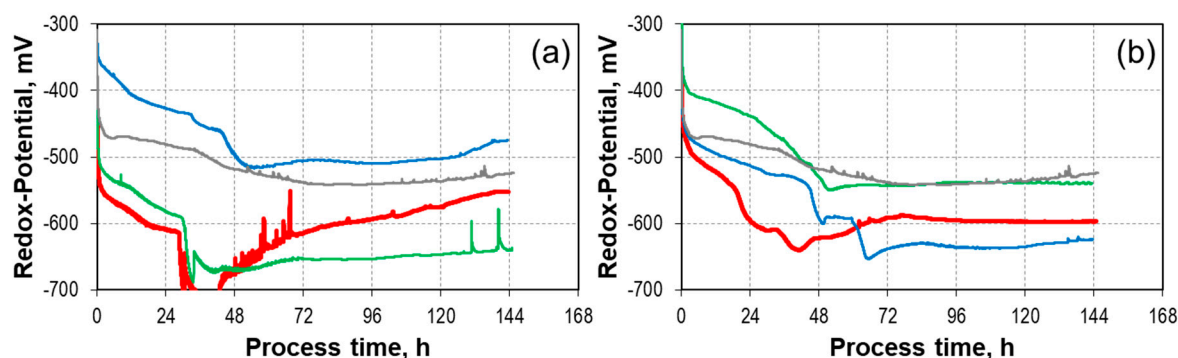 Redox-Potential, mV
-300
-400
-500
-600
-700
(a)
0 24 48 72 96 120 144 168
Process time, h
Redox-Potential, mV
-300
-400
-500
-600
-700
(b)
0 24 48 72 96 120 144 168
Process time, h